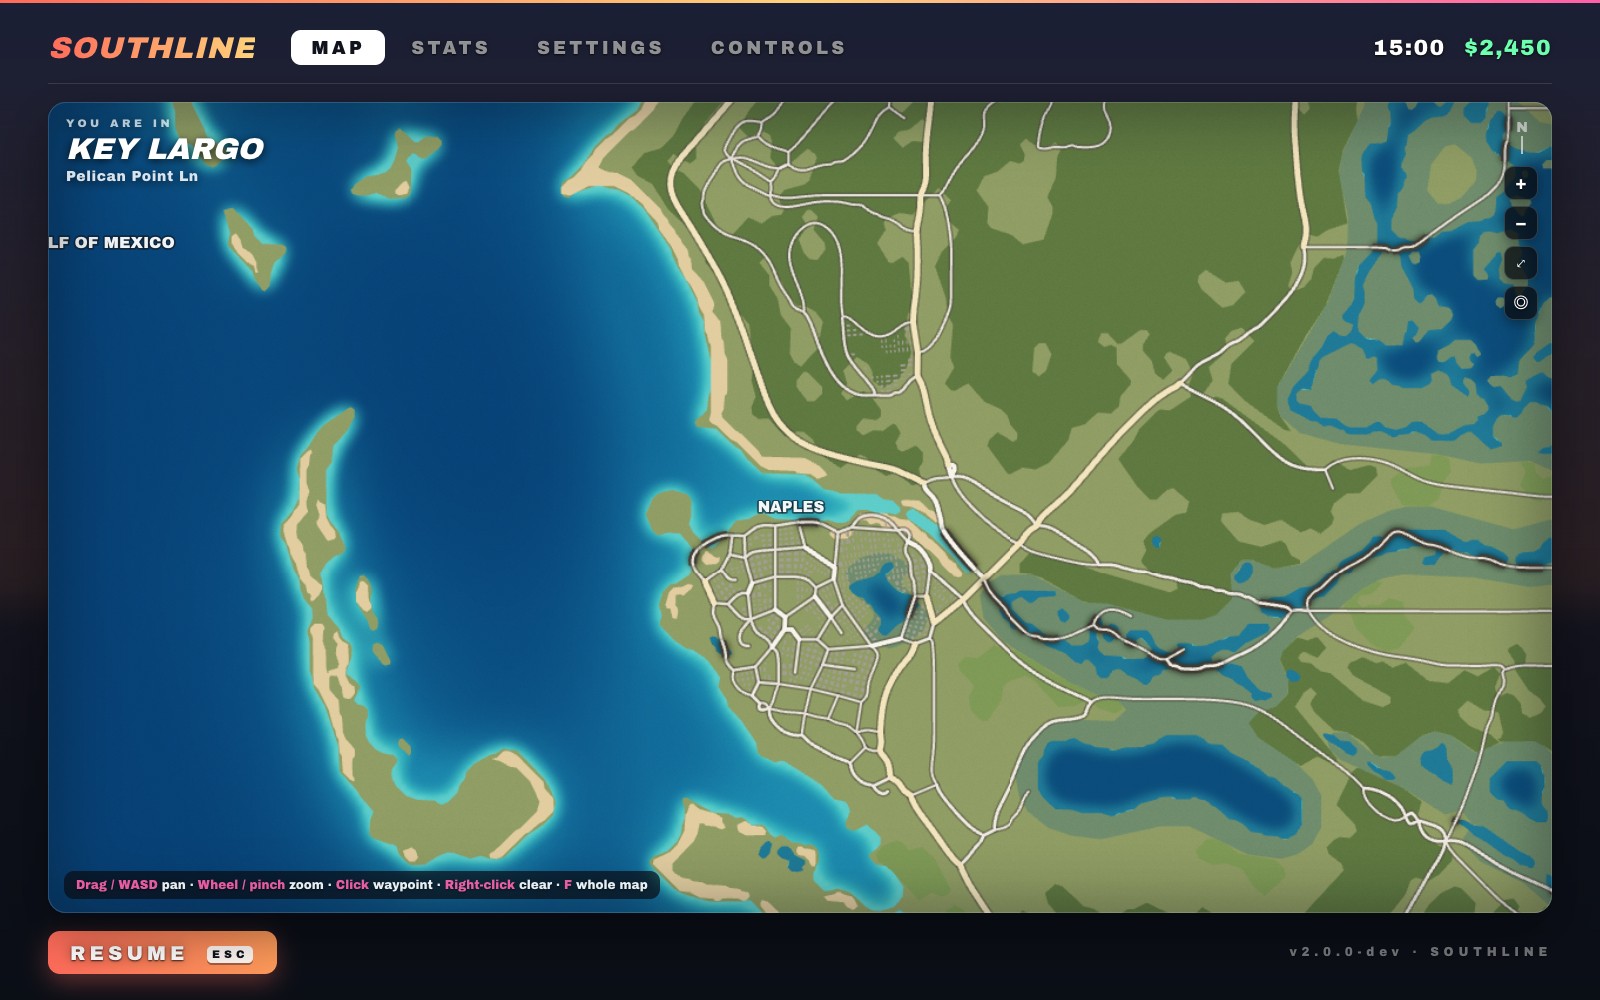 SOUTHLINE
MAP STATS SETTINGS CONTROLS
15:00 $2,450
YOU ARE IN
KEY LARGO
Pelican Point Ln
N
+
−
LF OF MEXICO
NAPLES
Drag / WASD pan · Wheel / pinch zoom · Click waypoint · Right-click clear · F whole map
RESUME ESC
v2.0.0-dev · SOUTHLINE